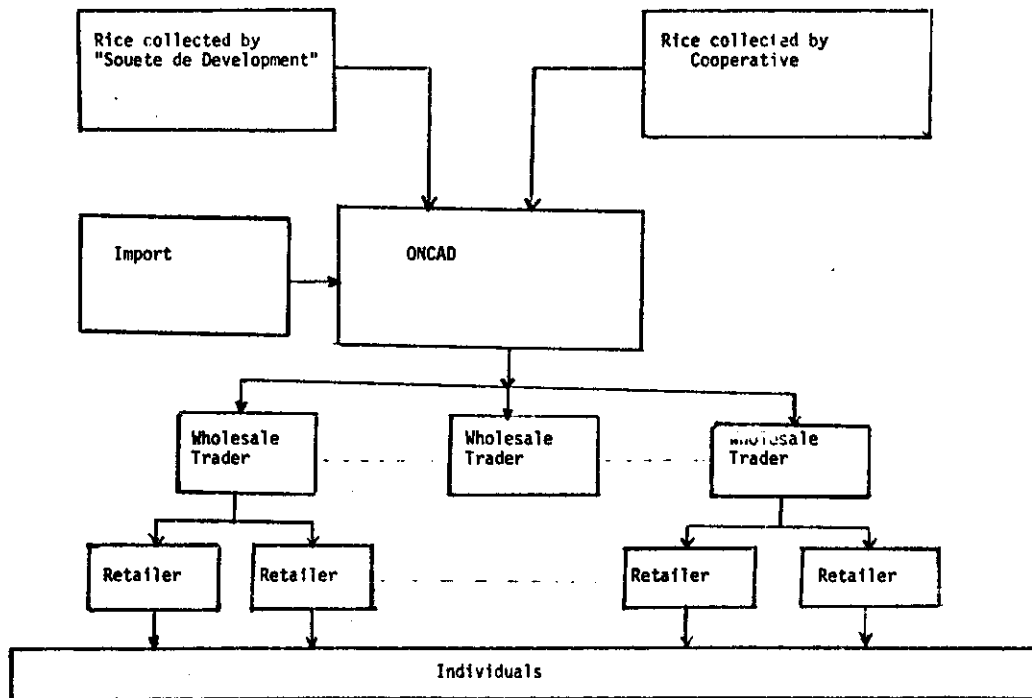 Rice collected by
"Souete de Development"
Rice collected by
Cooperative
Import
ONCAD
Wholesale
Trader
Wholesale
Trader
Wholesale
Trader
Retailer
Retailer
Retailer
Retailer
Individuals